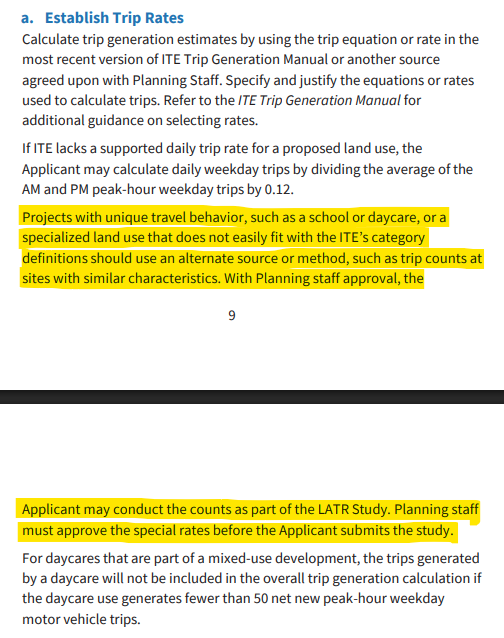 a. Establish Trip Rates
Calculate trip generation estimates by using the trip equation or rate in the
most recent version of ITE Trip Generation Manual or another source
agreed upon with Planning Staff. Specify and justify the equations or rates
used to calculate trips. Refer to the ITE Trip Generation Manual for
additional guidance on selecting rates.
If ITE lacks a supported daily trip rate for a proposed land use, the
Applicant may calculate daily weekday trips by dividing the average of the
AM and PM peak-hour weekday trips by 0.12.
Projects with unique travel behavior, such as a school or daycare, or a
specialized land use that does not easily fit with the ITE’s category
definitions should use an alternate source or method, such as trip counts at
sites with similar characteristics. With Planning staff approval, the
9
Applicant may conduct the counts as part of the LATR Study. Planning staff
must approve the special rates before the Applicant submits the study.
For daycares that are part of a mixed-use development, the trips generated
by a daycare will not be included in the overall trip generation calculation if
the daycare use generates fewer than 50 net new peak-hour weekday
motor vehicle trips.